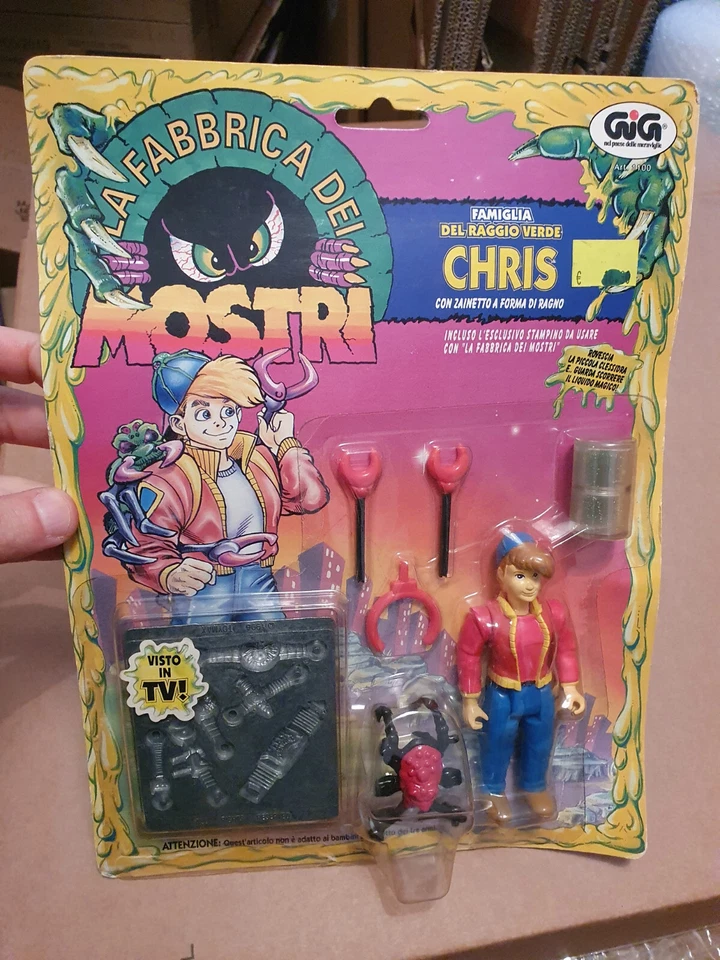 GiG®
nel paese delle meraviglie
LA FABBRICA DEI
MOSTRI
FAMIGLIA
DEL RAGGIO VERDE
CHRIS
CON ZAINETTO A FORMA DI RAGNO
€
INCLUSO L'ESCLUSIVO STAMPINO DA USARE
CON "LA FABBRICA DEI MOSTRI"
ROVESCIA
LA PICCOLA CLESSIDRA
E GUARDA SCORRERE
IL LIQUIDO MAGICO!
VISTO
IN
TV!
ATTENZIONE: Quest'articolo non è adatto ai bambini